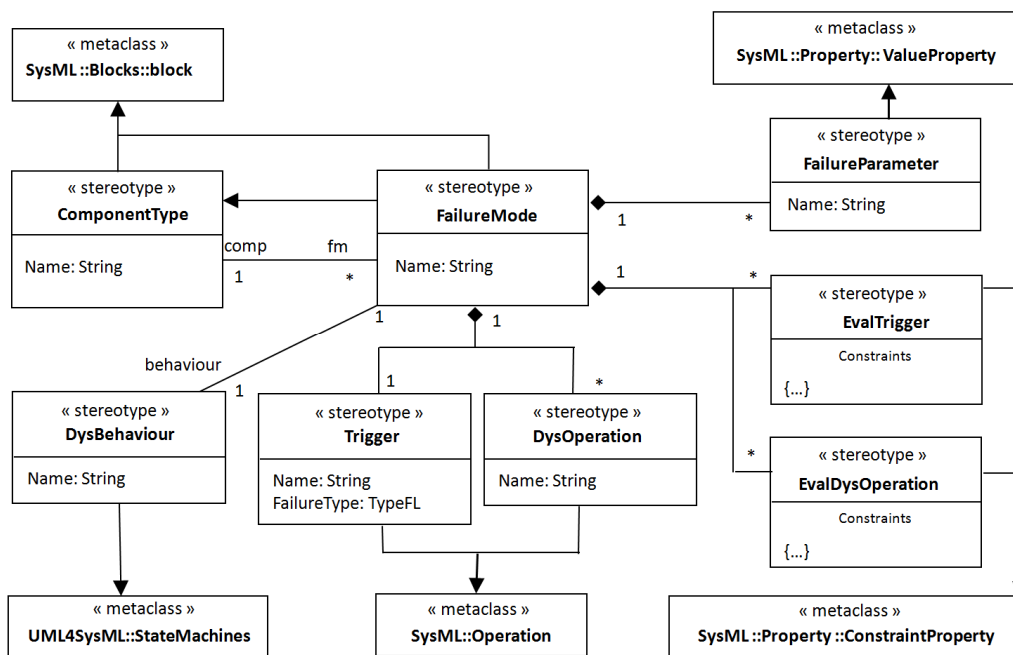 « metaclass »
SysML::Blocks::block
« metaclass »
SysML::Property::ValueProperty
« stereotype »
FailureParameter
Name: String
« stereotype »
ComponentType
Name: String
« stereotype »
FailureMode
Name: String
1
*
comp
fm
1
*
1
*
« stereotype »
EvalTrigger
Constraints
{...}
1
1
behaviour
1
1
*
« stereotype »
DysBehaviour
Name: String
« stereotype »
Trigger
Name: String
FailureType: TypeFL
« stereotype »
DysOperation
Name: String
*
« stereotype »
EvalDysOperation
Constraints
{...}
« metaclass »
UML4SysML::StateMachines
« metaclass »
SysML::Operation
« metaclass »
SysML::Property::ConstraintProperty